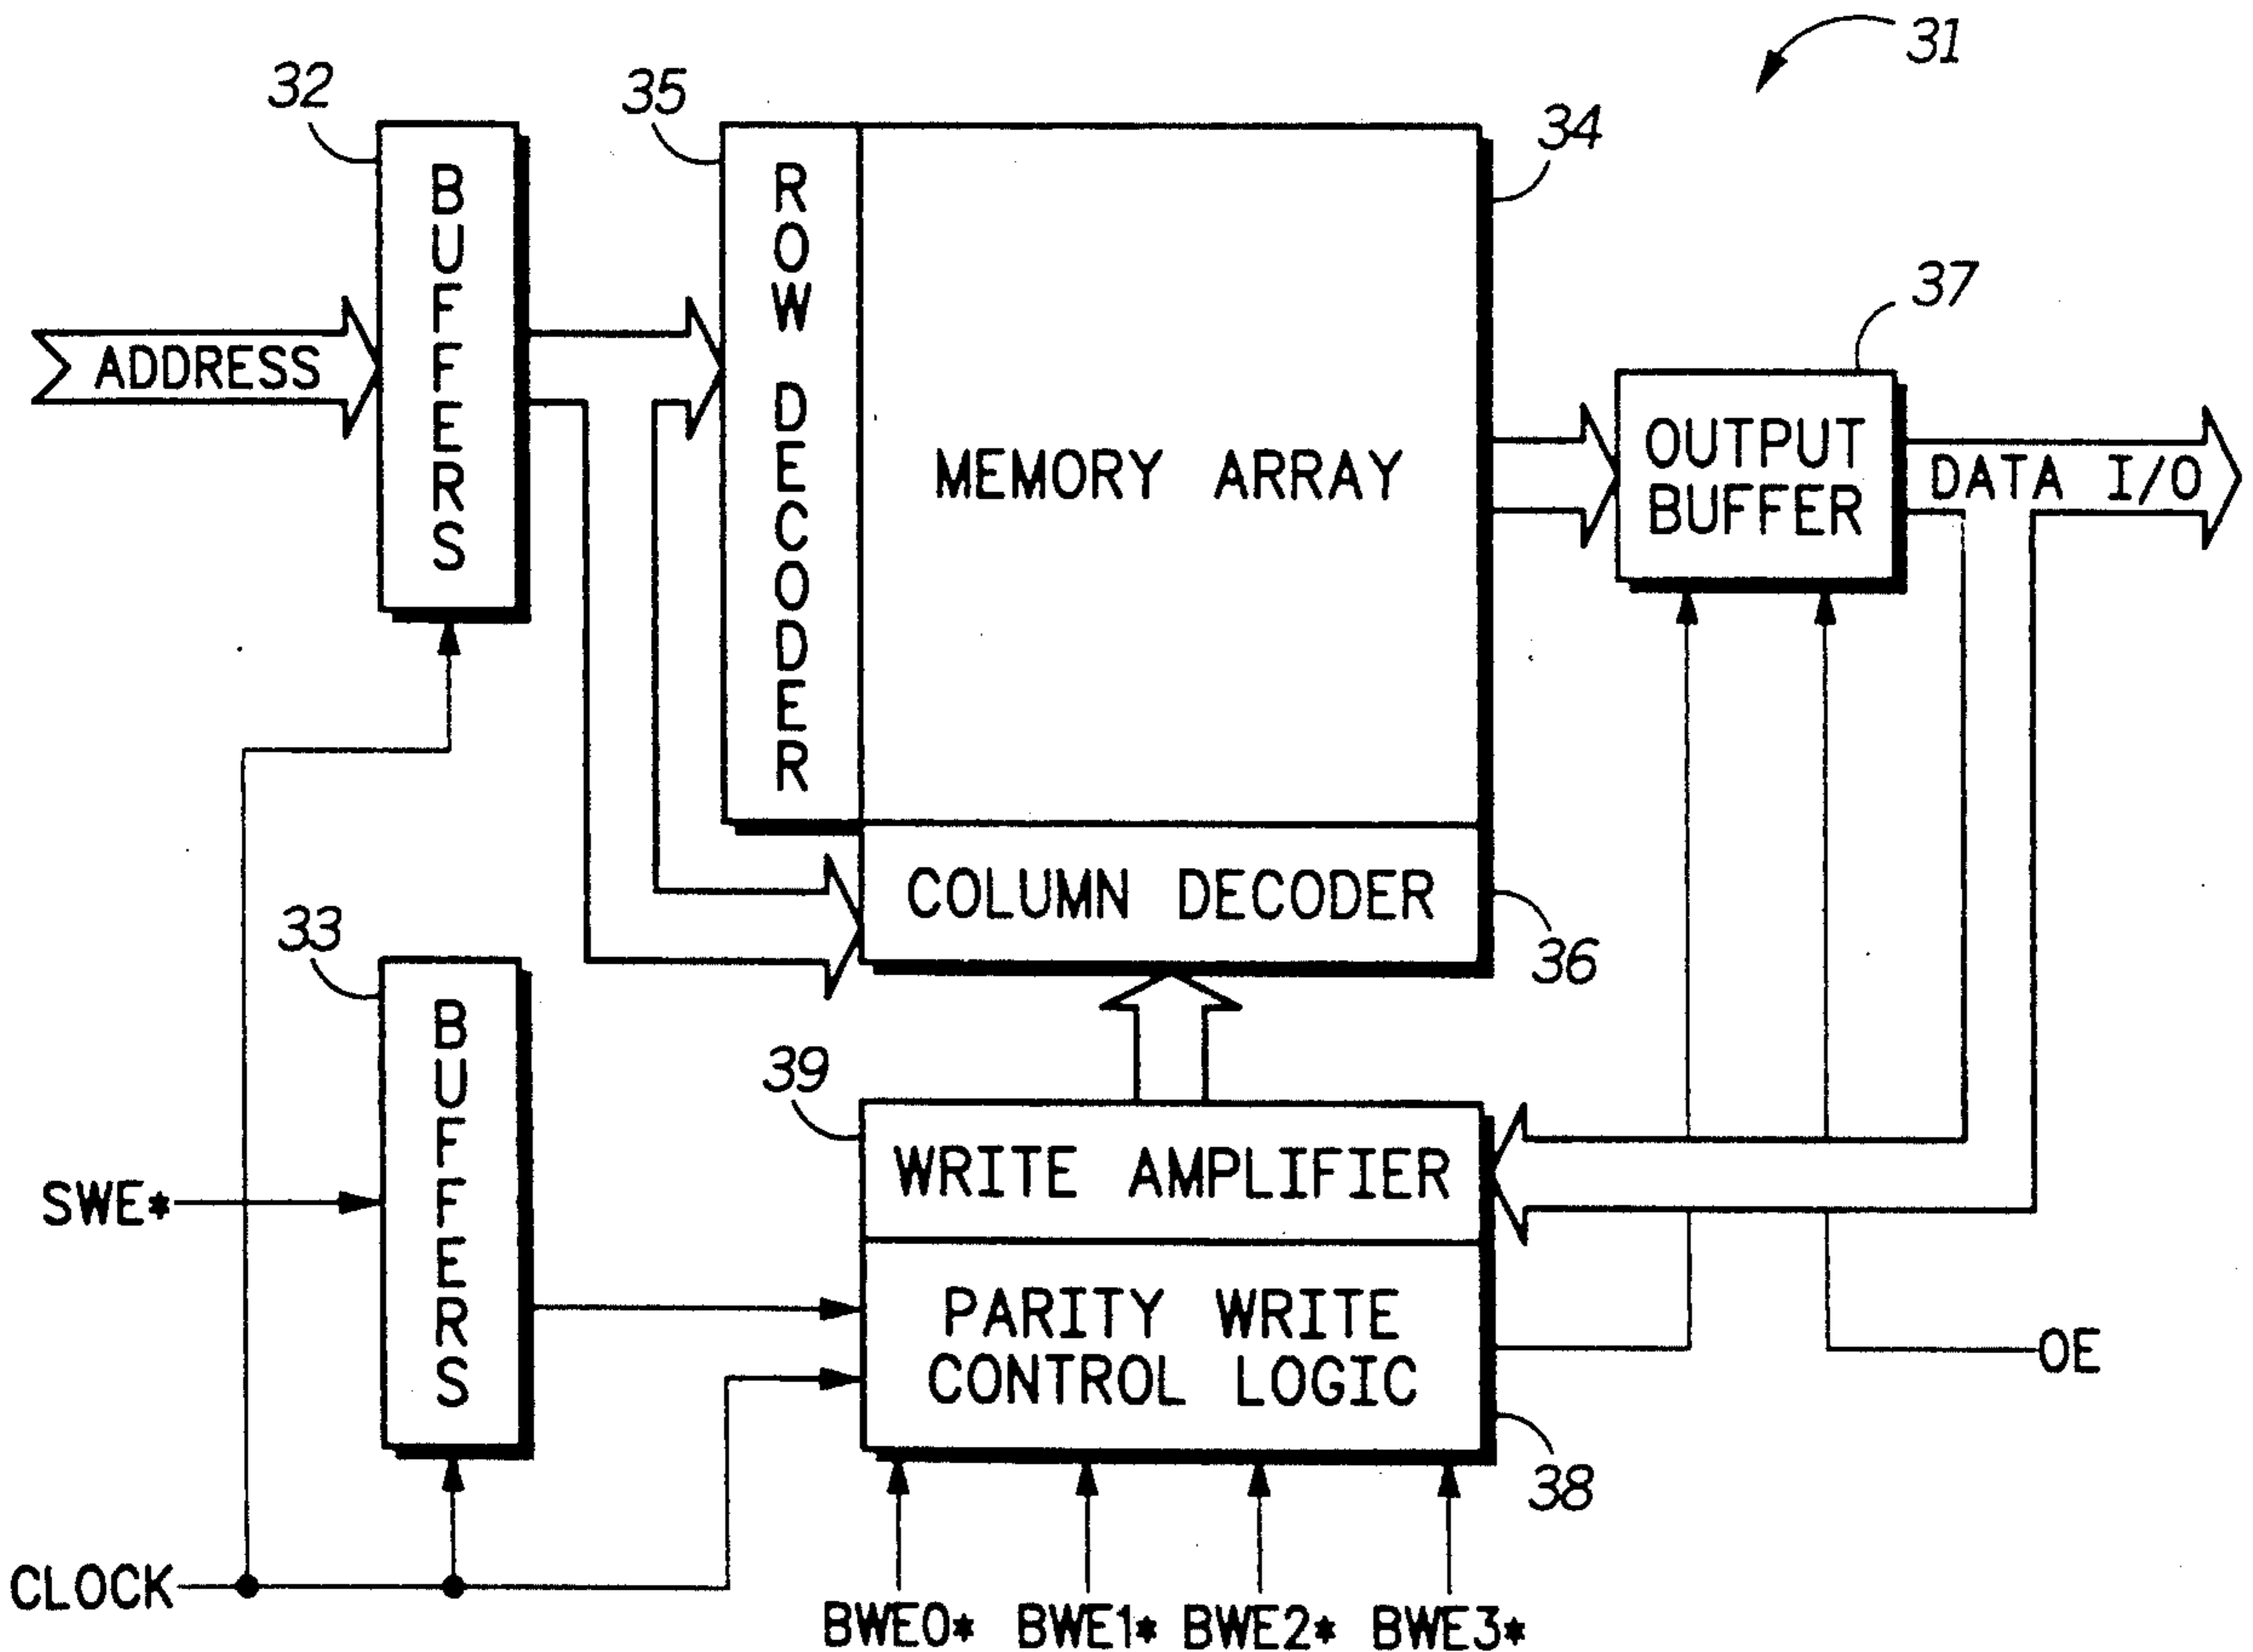 31
32
35
34
BUFFERS
ROW DECODER
37
ADDRESS
MEMORY ARRAY
OUTPUT
BUFFER
DATA I/O
COLUMN DECODER
36
33
BUFFERS
39
WRITE AMPLIFIER
SWE*
PARITY WRITE
CONTROL LOGIC
OE
38
CLOCK
BWE0* BWE1* BWE2* BWE3*